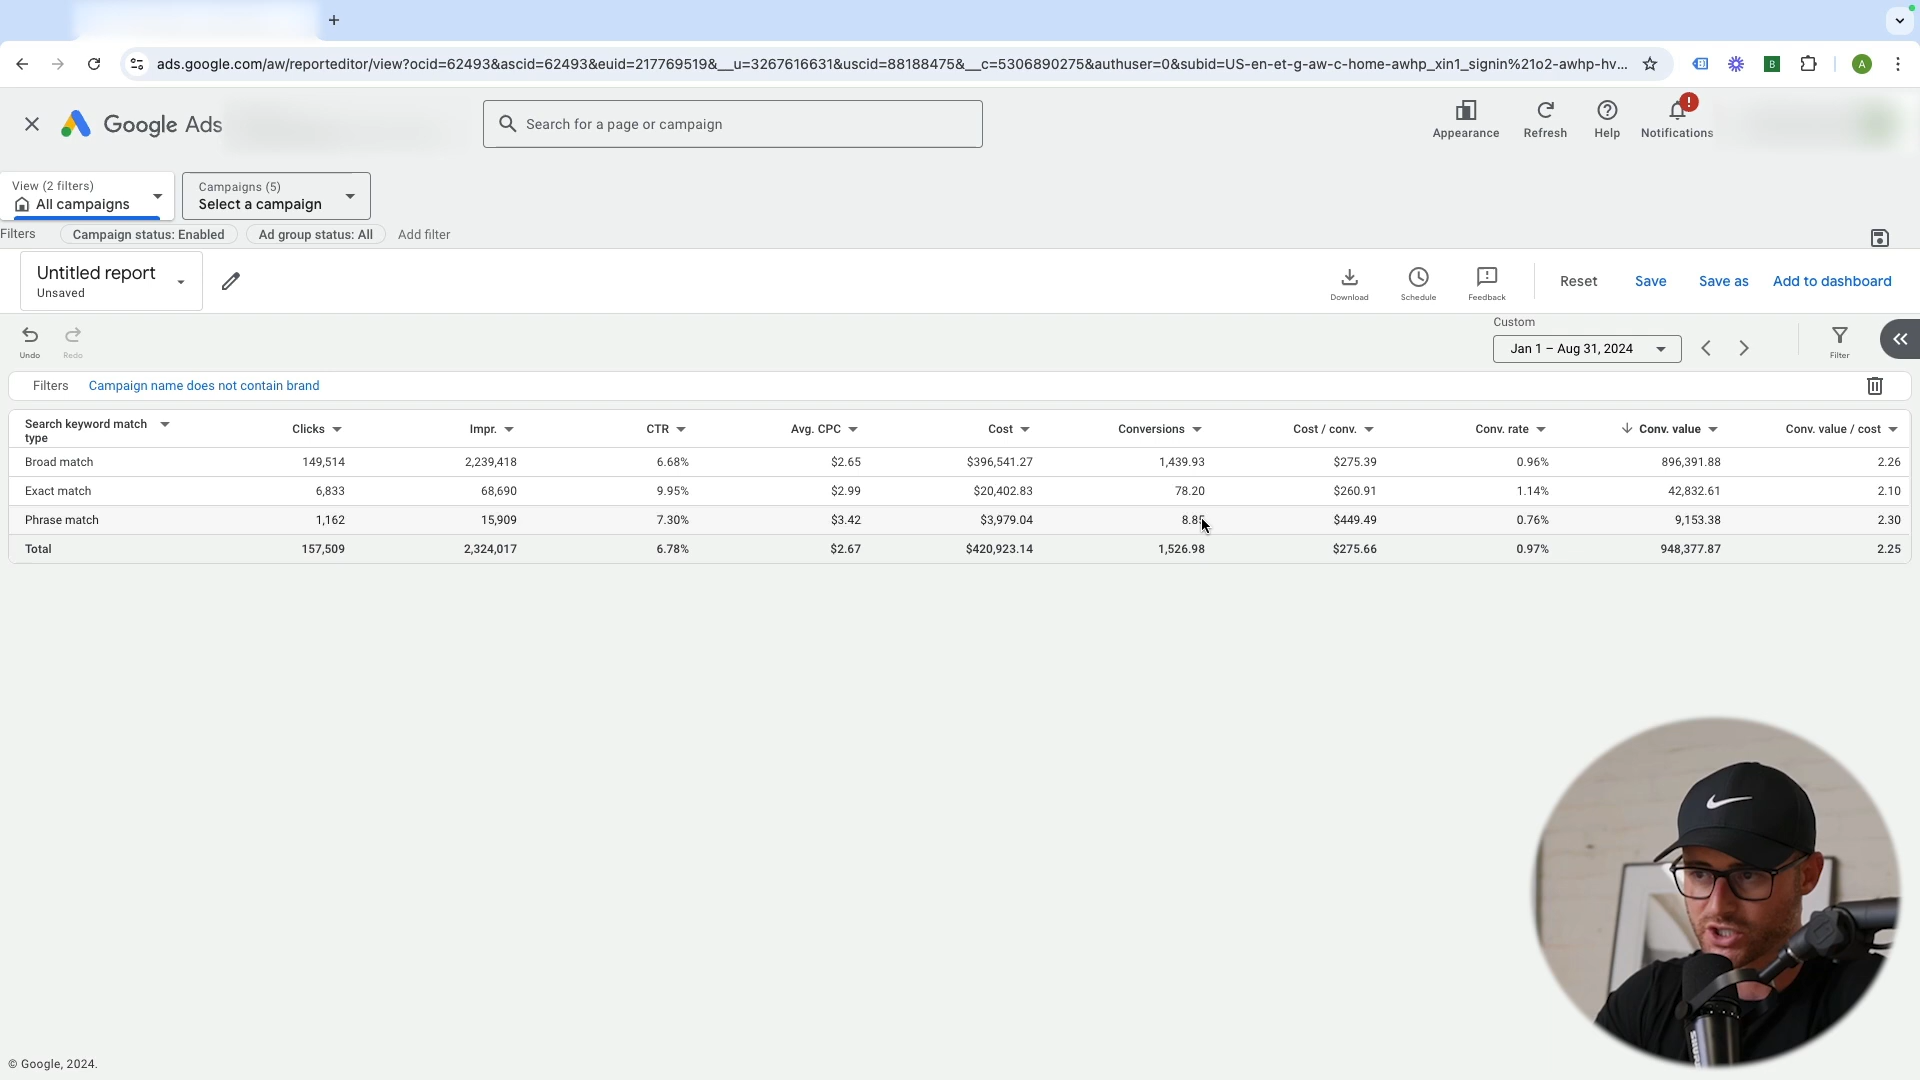 ads.google.com/aw/reporteditor/view?ocid=62493&ascid=62493&euid=217769519&__u=3267616631&uscid=88188475&__c=5306890275&authuser=0&subid=US-en-et-g-aw-c-home-awhp_xin1_signin%21o2-awhp-hv...
B
A
Google Ads
Search for a page or campaign
Appearance
Refresh
Help
!
Notifications
View (2 filters)
All campaigns
Campaigns (5)
Select a campaign
Filters
Campaign status: Enabled
Ad group status: All
Add filter
Untitled report
Unsaved
Download
Schedule
Feedback
Reset
Save
Save as
Add to dashboard
Undo
Redo
Custom
Jan 1 – Aug 31, 2024
Filter
Filters
Campaign name does not contain brand
Search keyword match type Clicks Impr. CTR Avg. CPC Cost Conversions Cost / conv. Conv. rate Conv. value Conv. value / cost
Broad match 149,514 2,239,418 6.68% $2.65 $396,541.27 1,439.93 $275.39 0.96% 896,391.88 2.26
Exact match 6,833 68,690 9.95% $2.99 $20,402.83 78.20 $260.91 1.14% 42,832.61 2.10
Phrase match 1,162 15,909 7.30% $3.42 $3,979.04 8.85 $449.49 0.76% 9,153.38 2.30
Total 157,509 2,324,017 6.78% $2.67 $420,923.14 1,526.98 $275.66 0.97% 948,377.87 2.25
© Google, 2024.